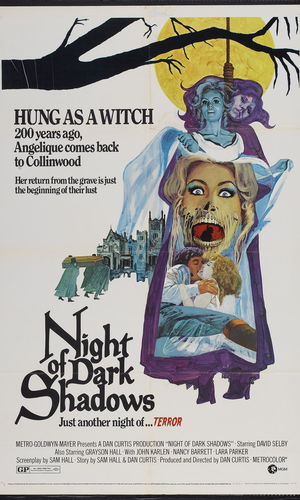 HUNG AS A WITCH
200 years ago,
Angelique comes back
to Collinwood
Her return from the grave is just
the beginning of their lust
Night
of Dark
Shadows
Just another night of...TERROR
METRO-GOLDWYN-MAYER Presents A DAN CURTIS PRODUCTION "NIGHT OF DARK SHADOWS" · Starring DAVID SELBY
Also Starring GRAYSON HALL · With JOHN KARLEN · NANCY BARRETT · LARA PARKER
Screenplay by SAM HALL · Story by SAM HALL & DAN CURTIS · Produced and Directed by DAN CURTIS · METROCOLOR
GP
MGM